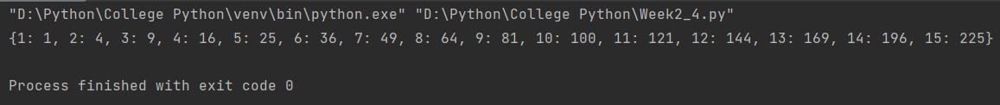 "D:\Python\College Python\venv\bin\python.exe" "D:\Python\College Python\Week2_4.py"
{1: 1, 2: 4, 3: 9, 4: 16, 5: 25, 6: 36, 7: 49, 8: 64, 9: 81, 10: 100, 11: 121, 12: 144, 13: 169, 14: 196, 15: 225}
Process finished with exit code 0